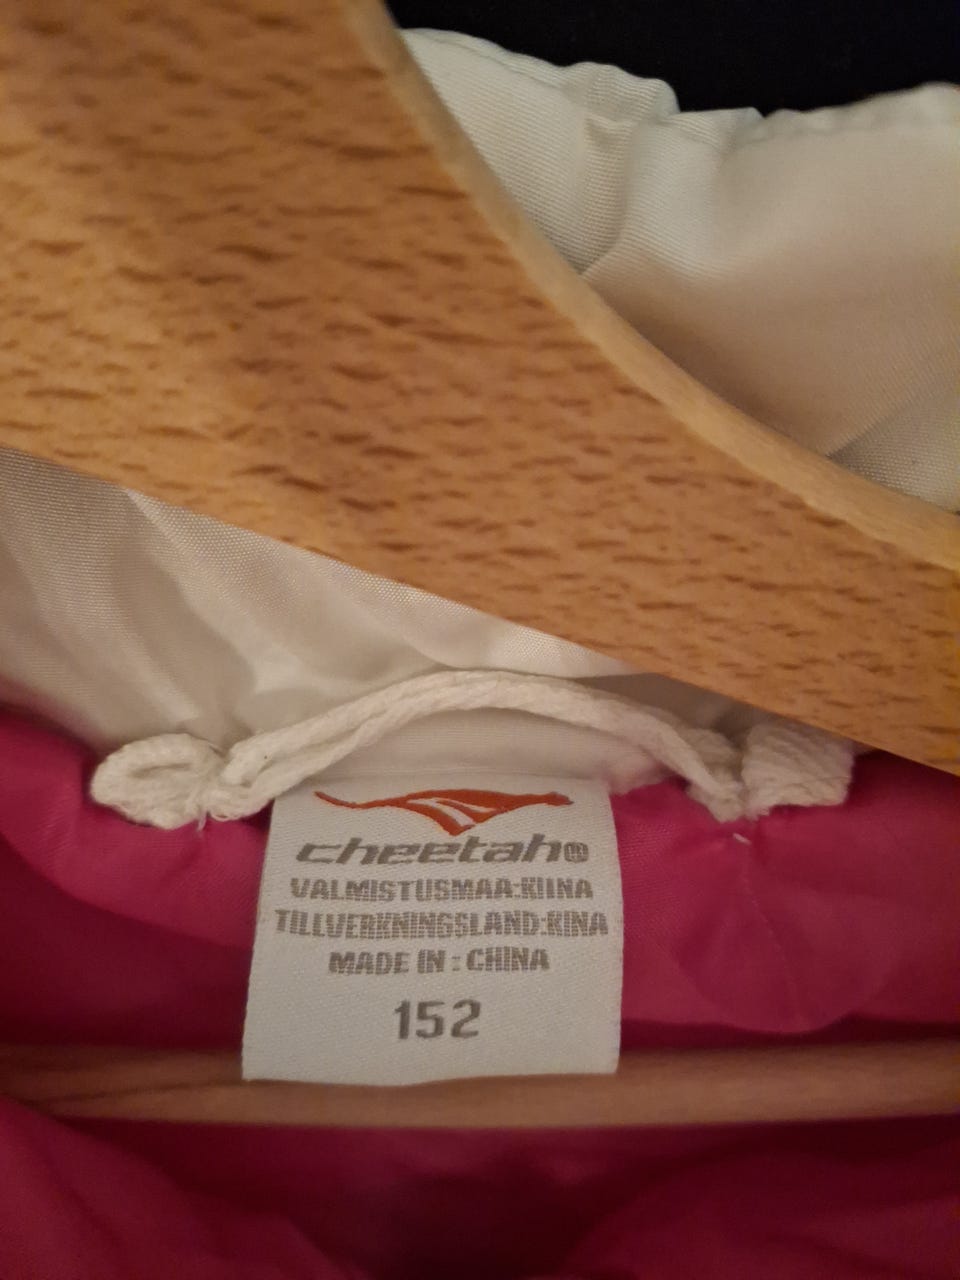 cheetah®
VALMISTUSMAA:KIINA
TILLVERKNINGSLAND:KINA
MADE IN : CHINA
152